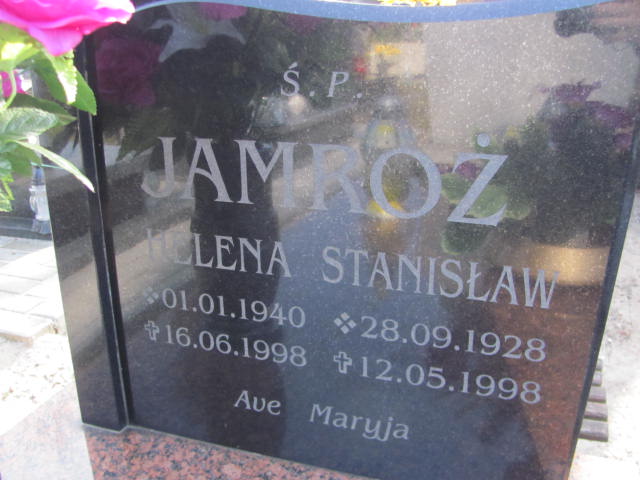 Ś.P.
JAMROŻ
HELENA STANISŁAW
01.01.1940 28.09.1928
16.06.1998 12.05.1998
Ave Maryja